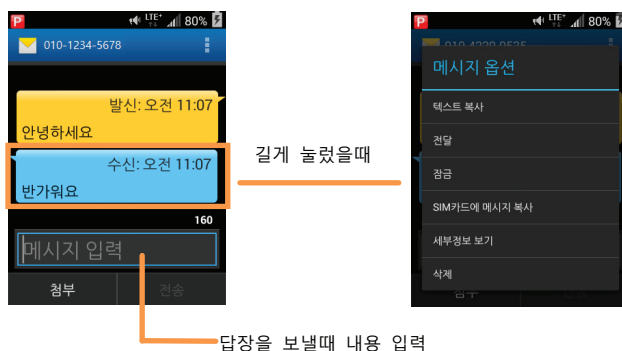 P LTE+ 80%
010-1234-5678
발신: 오전 11:07
안녕하세요
수신: 오전 11:07
반가워요
160
메시지 입력
첨부 전송
길게 눌렀을때
답장을 보낼때 내용 입력
P LTE+ 80%
메시지 옵션
텍스트 복사
전달
잠금
SIM카드에 메시지 복사
세부정보 보기
삭제
첨부